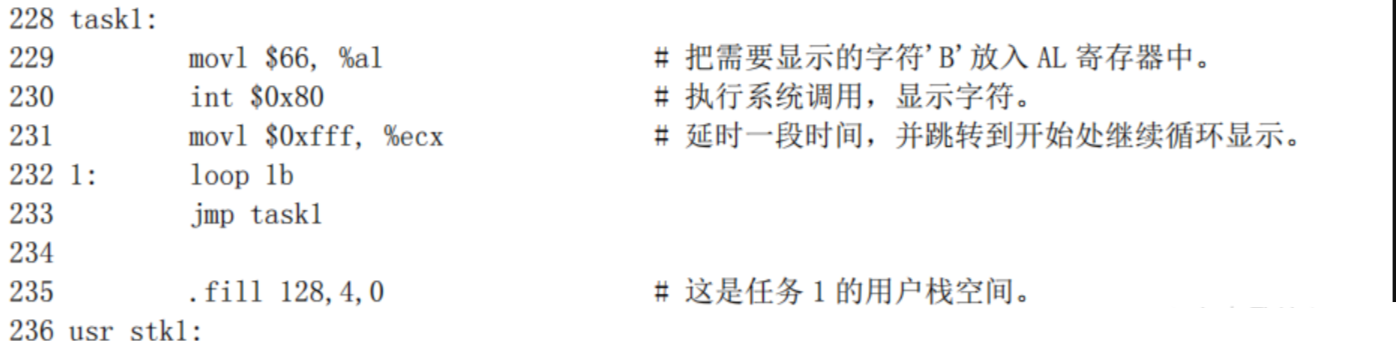 228 task1:
229 movl $66, %al # 把需要显示的字符'B'放入 AL 寄存器中。
230 int $0x80 # 执行系统调用，显示字符。
231 movl $0xfff, %ecx # 延时一段时间，并跳转到开始处继续循环显示。
232 1: loop 1b
233 jmp task1
234
235 .fill 128,4,0 # 这是任务 1 的用户栈空间。
236 usr stk1: